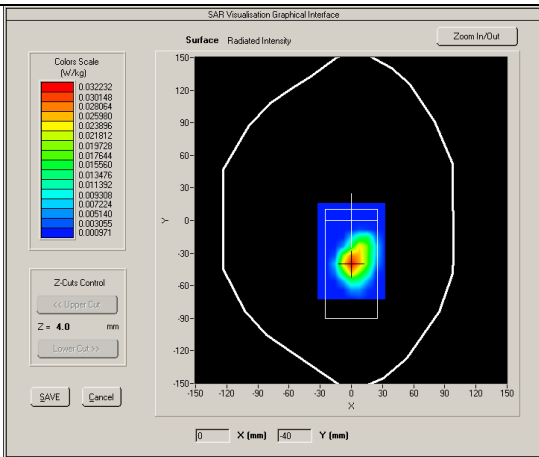 SAR Visualisation Graphical Interface
Surface Radiated Intensity
Zoom In/Out
Colors Scale
(W/kg)
0.032232
0.030148
0.028064
0.025980
0.023896
0.021812
0.019728
0.017644
0.015560
0.013476
0.011392
0.009308
0.007224
0.005140
0.003055
0.000971
Z-Cuts Control
<< Upper Cut
Z = 4.0 mm
Lower Cut >>
SAVE Cancel
150
120
90
60
30
0
-30
-60
-90
-120
-150
Y
-150 -120 -90 -60 -30 0 30 60 90 120 150
X
0 X (mm) -40 Y (mm)